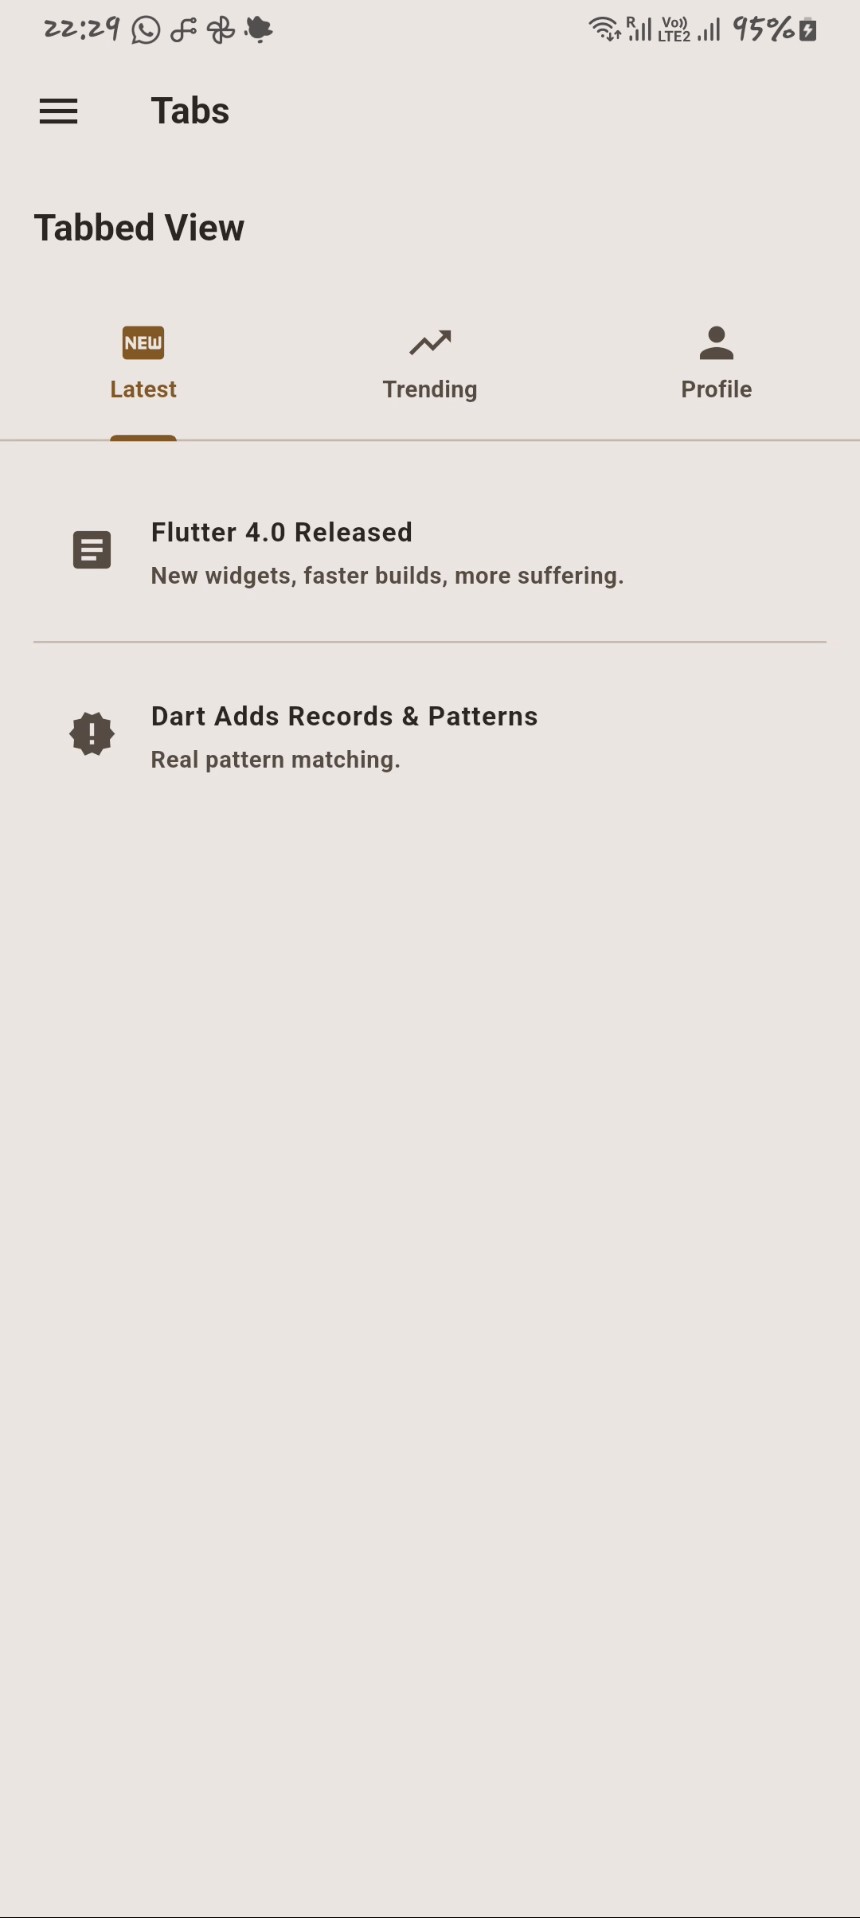 22:29 R Vo)) LTE2 95%
Tabs
Tabbed View
NEW
Latest Trending Profile
Flutter 4.0 Released
New widgets, faster builds, more suffering.
Dart Adds Records & Patterns
Real pattern matching.